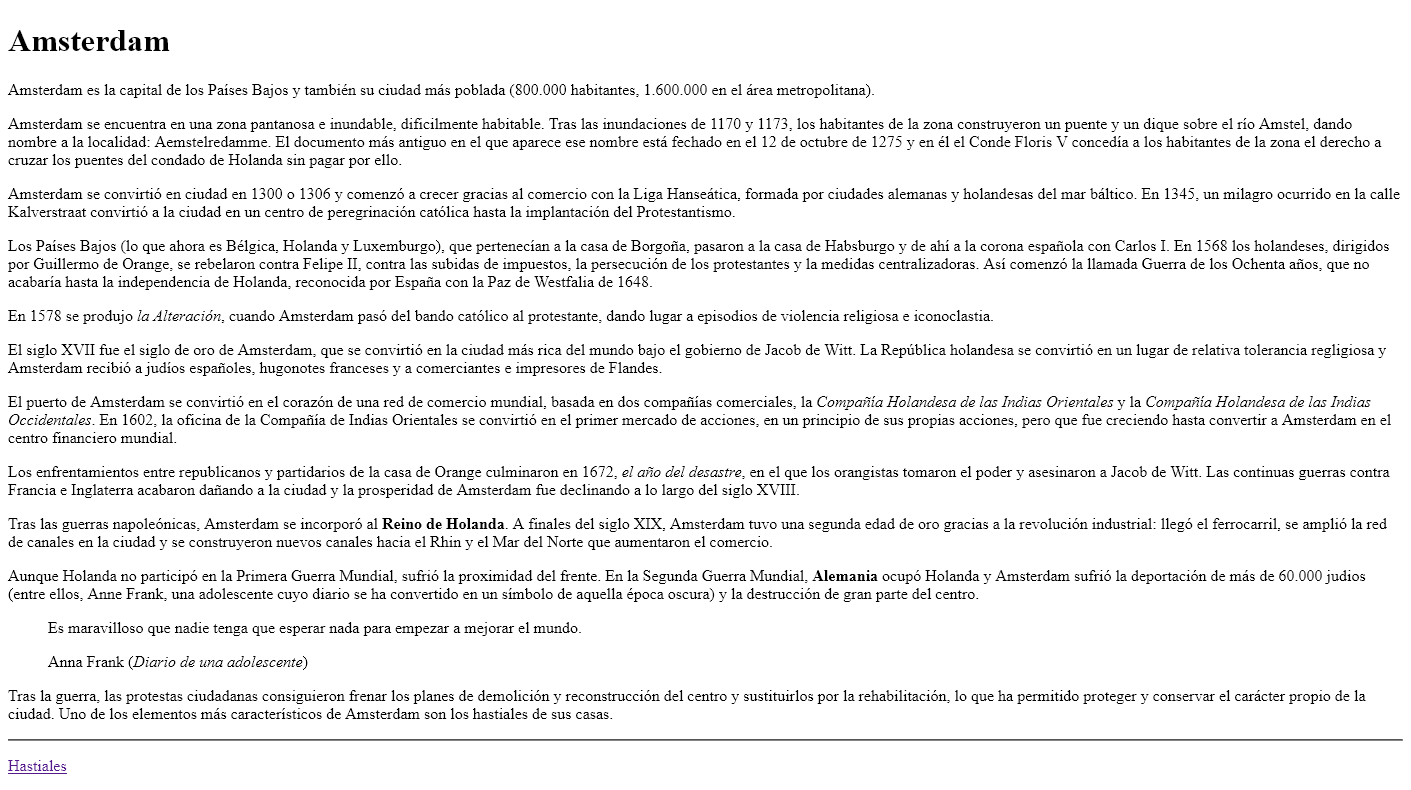 Amsterdam
Amsterdam es la capital de los Países Bajos y también su ciudad más poblada (800.000 habitantes, 1.600.000 en el área metropolitana).
Amsterdam se encuentra en una zona pantanosa e inundable, dificilmente habitable. Tras las inundaciones de 1170 y 1173, los habitantes de la zona construyeron un puente y un dique sobre el río Amstel, dando
nombre a la localidad: Aemstelredamme. El documento más antiguo en el que aparece ese nombre está fechado en el 12 de octubre de 1275 y en él el Conde Floris V concedía a los habitantes de la zona el derecho a
cruzar los puentes del condado de Holanda sin pagar por ello.
Amsterdam se convirtió en ciudad en 1300 o 1306 y comenzó a crecer gracias al comercio con la Liga Hanseática, formada por ciudades alemanas y holandesas del mar báltico. En 1345, un milagro ocurrido en la calle
Kalverstraat convirtió a la ciudad en un centro de peregrinación católica hasta la implantación del Protestantismo.
Los Países Bajos (lo que ahora es Bélgica, Holanda y Luxemburgo), que pertenecían a la casa de Borgoña, pasaron a la casa de Habsburgo y de ahí a la corona española con Carlos I. En 1568 los holandeses, dirigidos
por Guillermo de Orange, se rebelaron contra Felipe II, contra las subidas de impuestos, la persecución de los protestantes y la medidas centralizadoras. Así comenzó la llamada Guerra de los Ochenta años, que no
acabaría hasta la independencia de Holanda, reconocida por España con la Paz de Westfalia de 1648.
En 1578 se produjo la Alteración, cuando Amsterdam pasó del bando católico al protestante, dando lugar a episodios de violencia religiosa e iconoclastia.
El siglo XVII fue el siglo de oro de Amsterdam, que se convirtió en la ciudad más rica del mundo bajo el gobierno de Jacob de Witt. La República holandesa se convirtió en un lugar de relativa tolerancia regligiosa y
Amsterdam recibió a judíos españoles, hugonotes franceses y a comerciantes e impresores de Flandes.
El puerto de Amsterdam se convirtió en el corazón de una red de comercio mundial, basada en dos compañías comerciales, la Compañía Holandesa de las Indias Orientales y la Compañía Holandesa de las Indias
Occidentales. En 1602, la oficina de la Compañía de Indias Orientales se convirtió en el primer mercado de acciones, en un principio de sus propias acciones, pero que fue creciendo hasta convertir a Amsterdam en el
centro financiero mundial.
Los enfrentamientos entre republicanos y partidarios de la casa de Orange culminaron en 1672, el año del desastre, en el que los orangistas tomaron el poder y asesinaron a Jacob de Witt. Las continuas guerras contra
Francia e Inglaterra acabaron dañando a la ciudad y la prosperidad de Amsterdam fue declinando a lo largo del siglo XVIII.
Tras las guerras napoleónicas, Amsterdam se incorporó al Reino de Holanda. A finales del siglo XIX, Amsterdam tuvo una segunda edad de oro gracias a la revolución industrial: llegó el ferrocarril, se amplió la red
de canales en la ciudad y se construyeron nuevos canales hacia el Rhin y el Mar del Norte que aumentaron el comercio.
Aunque Holanda no participó en la Primera Guerra Mundial, sufrió la proximidad del frente. En la Segunda Guerra Mundial, Alemania ocupó Holanda y Amsterdam sufrió la deportación de más de 60.000 judios
(entre ellos, Anne Frank, una adolescente cuyo diario se ha convertido en un símbolo de aquella época oscura) y la destrucción de gran parte del centro.
Es maravilloso que nadie tenga que esperar nada para empezar a mejorar el mundo.
Anna Frank (Diario de una adolescente)
Tras la guerra, las protestas ciudadanas consiguieron frenar los planes de demolición y reconstrucción del centro y sustituirlos por la rehabilitación, lo que ha permitido proteger y conservar el carácter propio de la
ciudad. Uno de los elementos más característicos de Amsterdam son los hastiales de sus casas.
Hastiales